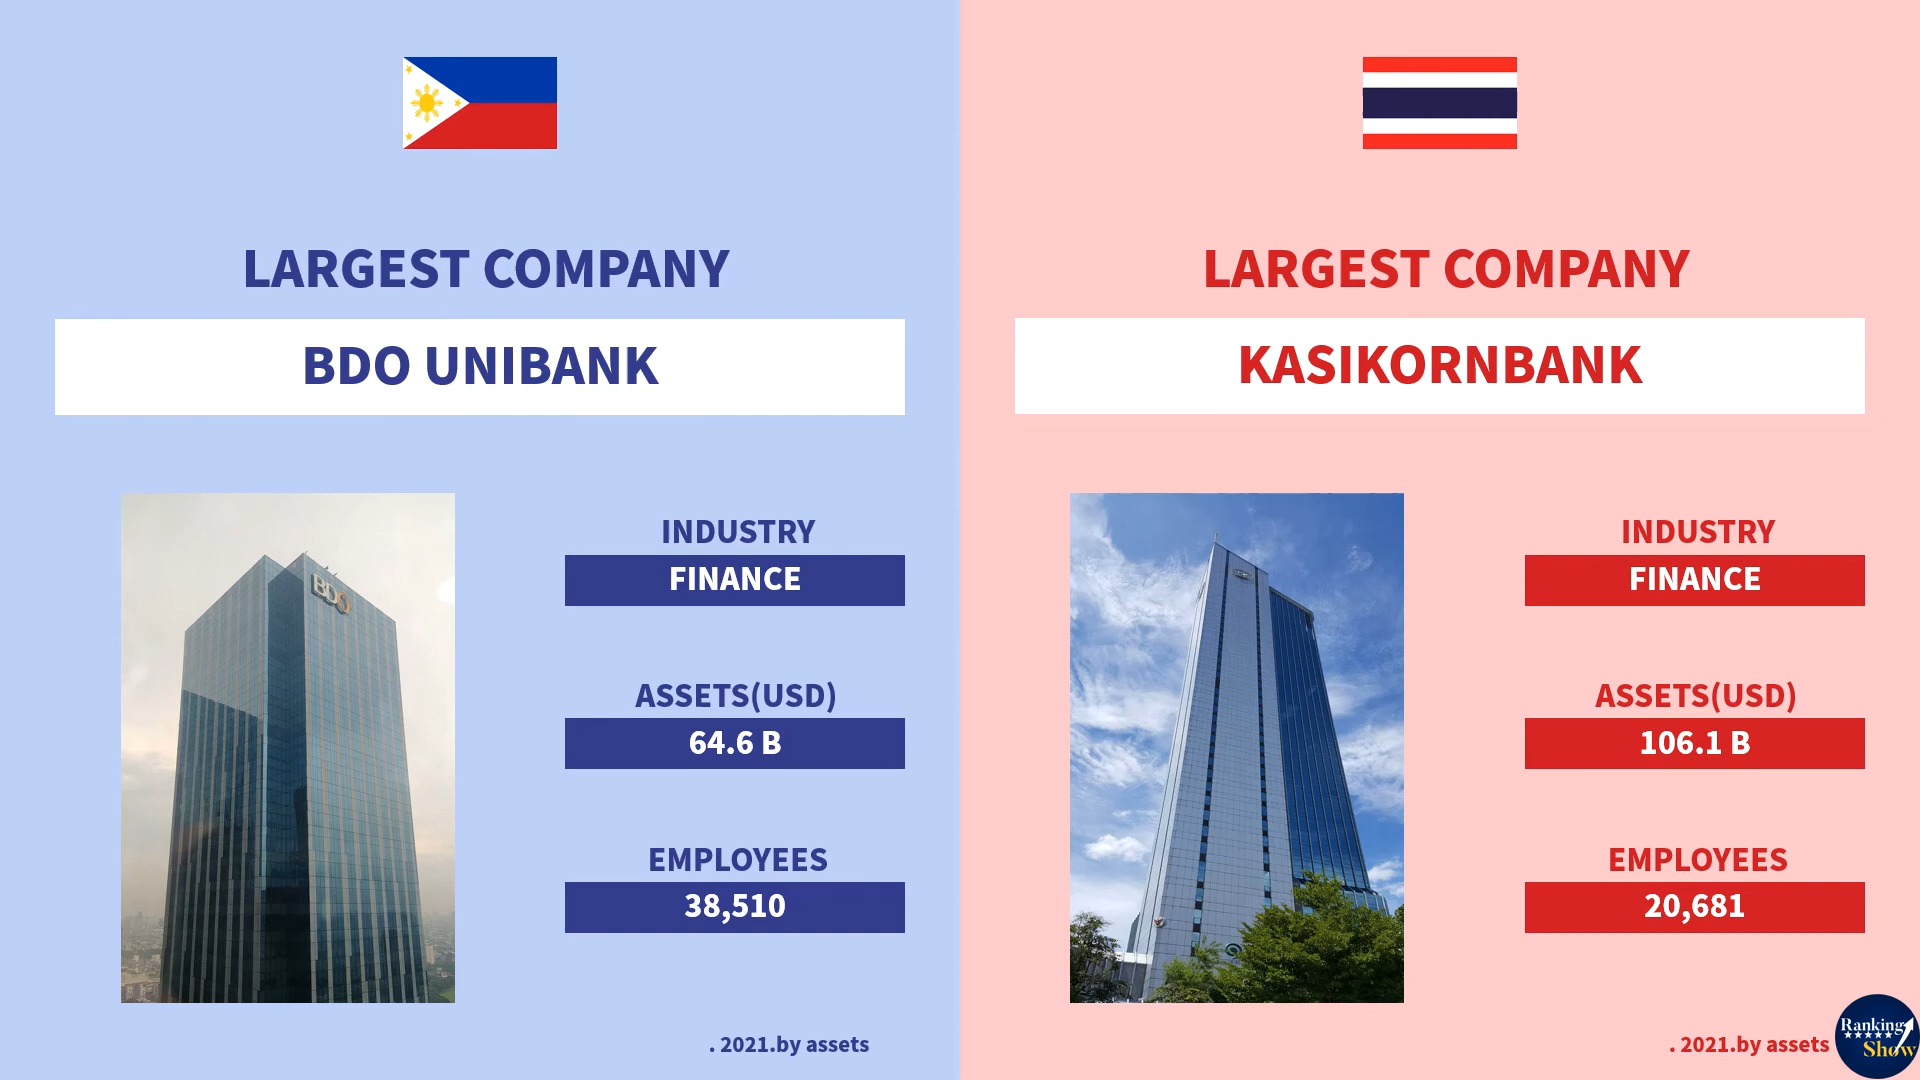 LARGEST COMPANY
BDO UNIBANK
BDO
INDUSTRY
FINANCE
ASSETS(USD)
64.6 B
EMPLOYEES
38,510
. 2021.by assets
LARGEST COMPANY
KASIKORNBANK
INDUSTRY
FINANCE
ASSETS(USD)
106.1 B
EMPLOYEES
20,681
. 2021.by assets
Ranking
Show